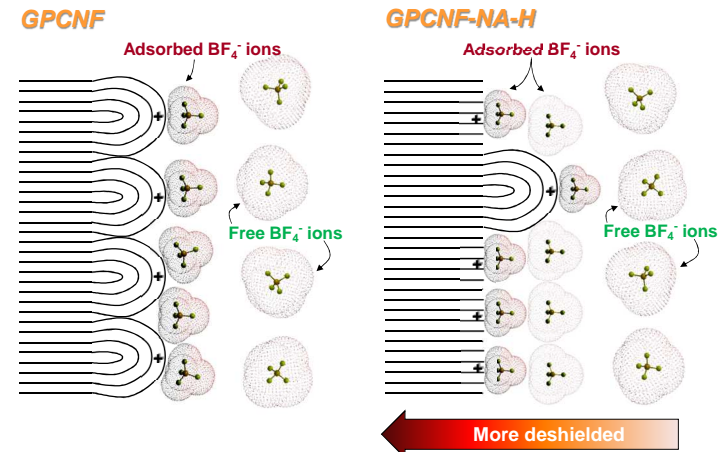 GPCNF
Adsorbed BF₄⁻ ions
+
+
+
+
Free BF₄⁻ ions
GPCNF-NA-H
Adsorbed BF₄⁻ ions
+
+
+
+
+
Free BF₄⁻ ions
More deshielded